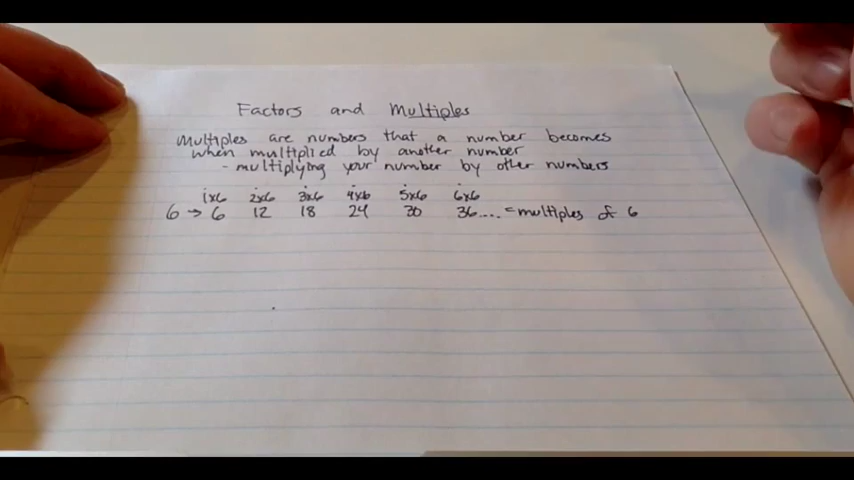 Factors and Multiples
Multiples are numbers that a number becomes
when multiplied by another number
- multiplying your number by other numbers
1x6 2x6 3x6 4x6 5x6 6x6
6 → 6 12 18 24 30 36.... = multiples of 6